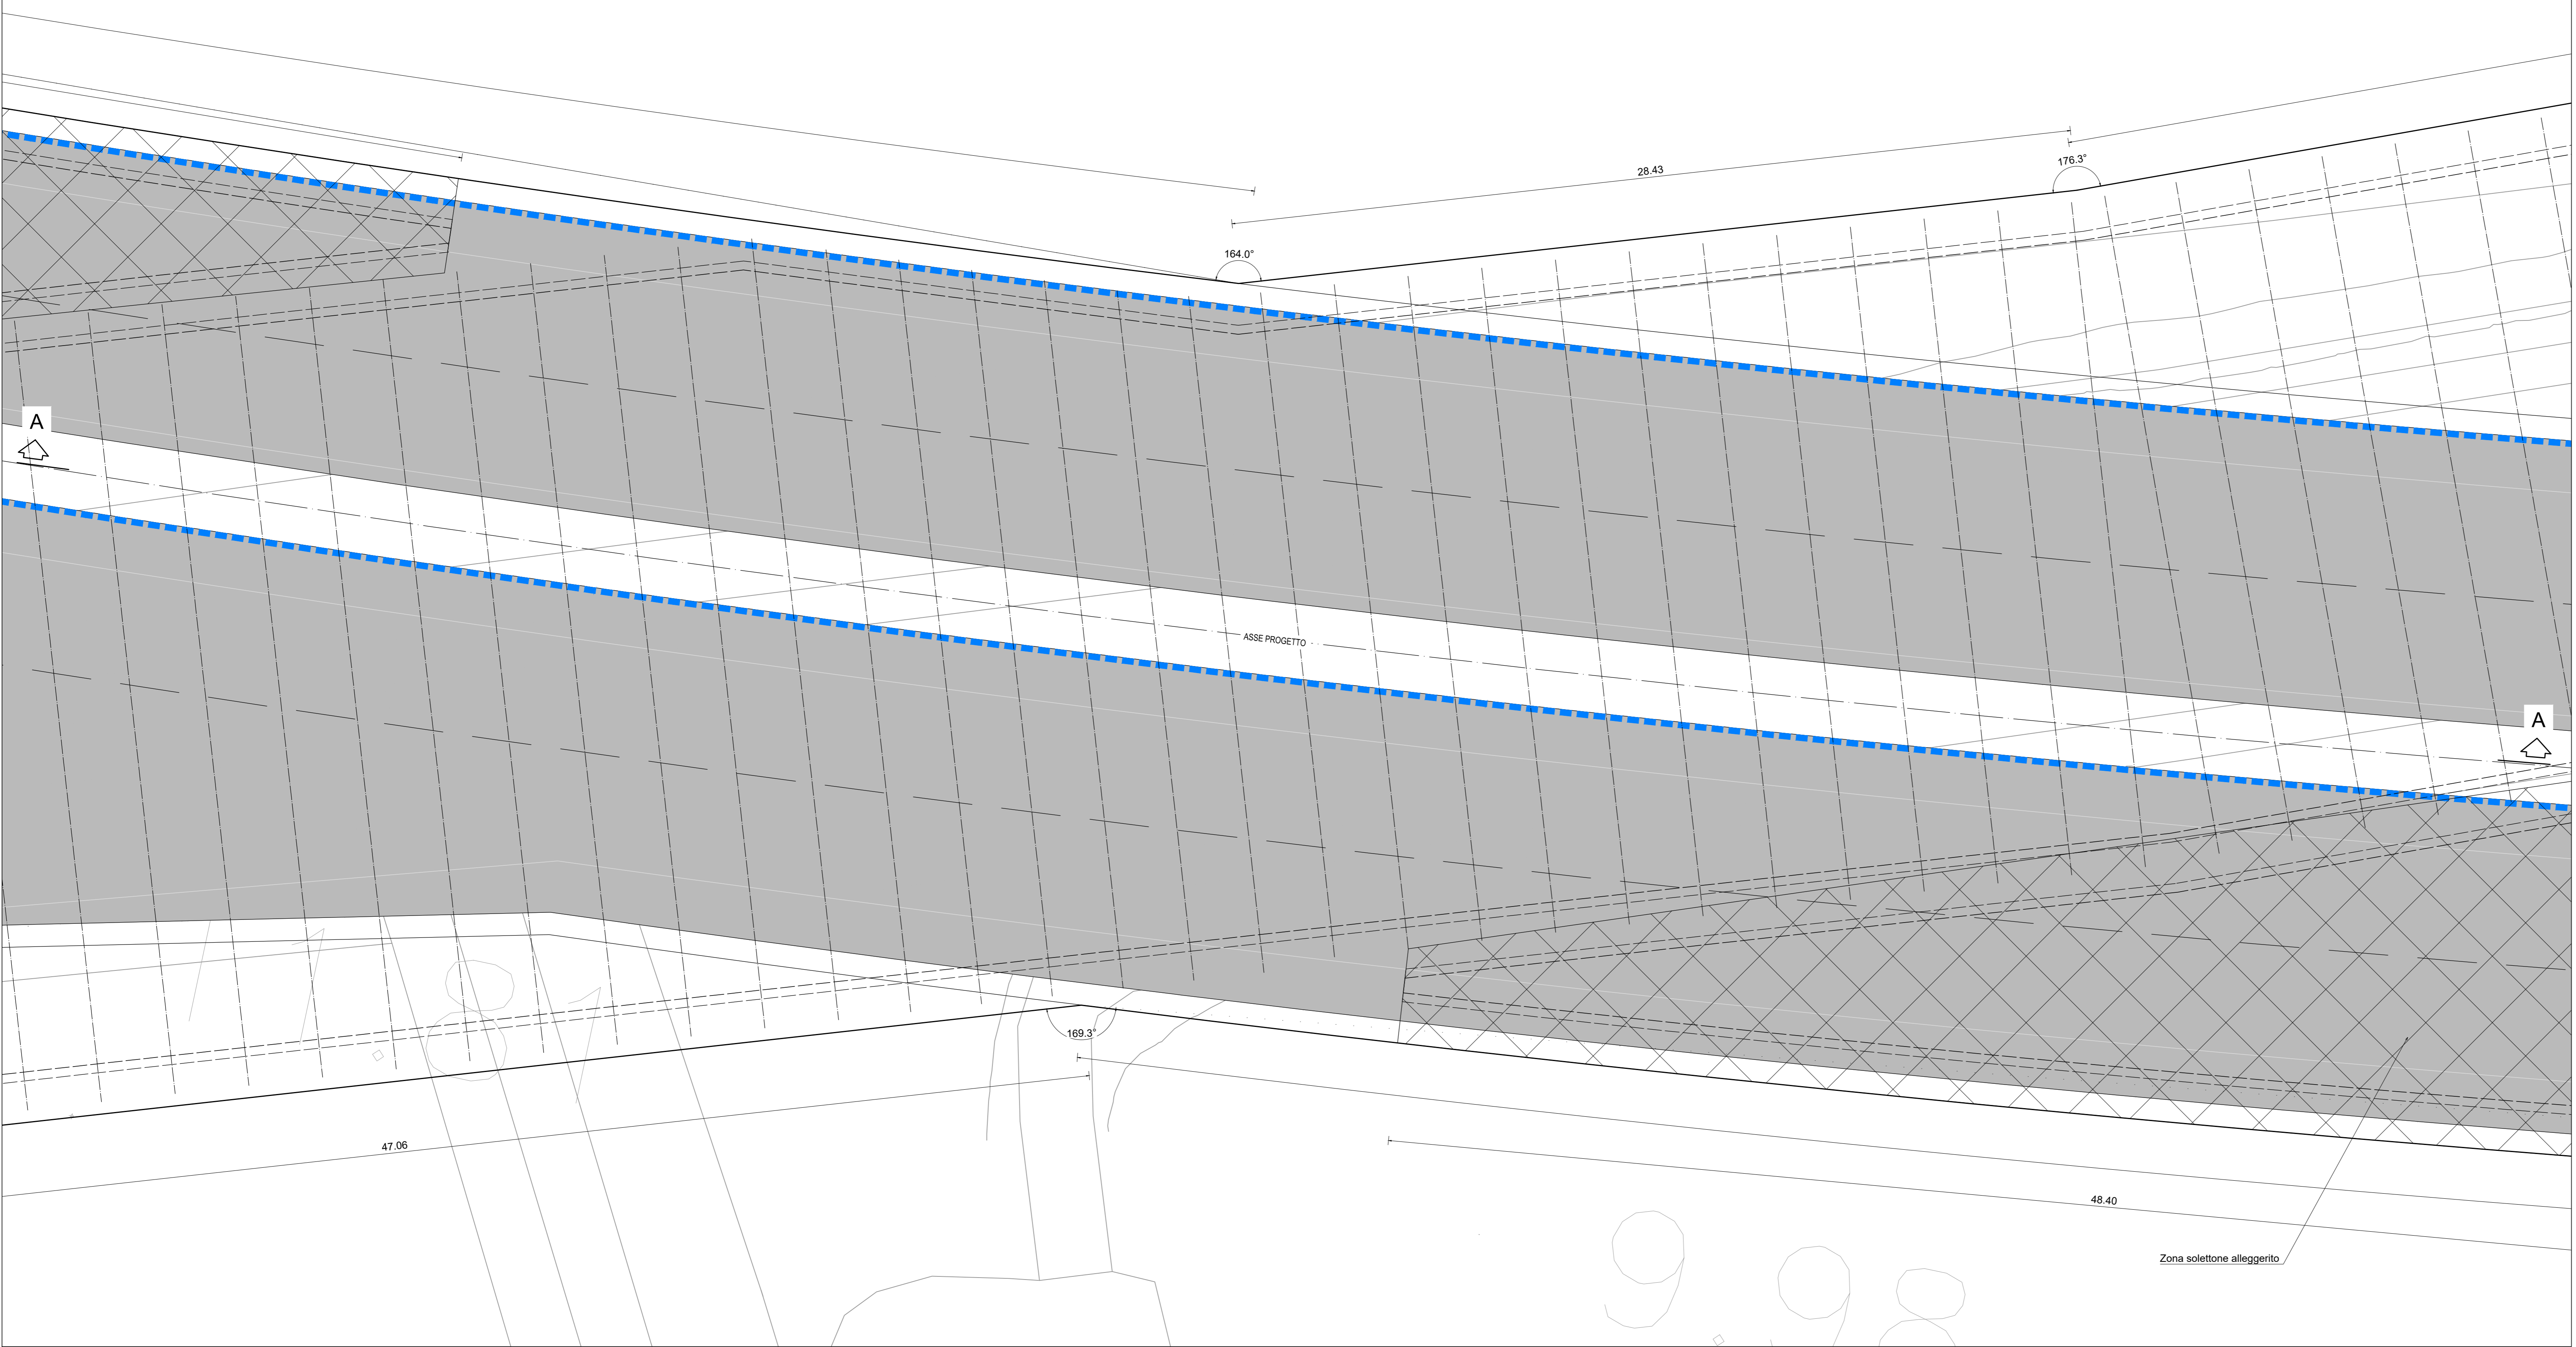 28.43
176.3°
164.0°
A
ASSE PROGETTO
A
169.3°
47.06
48.40
Zona solettone alleggerito